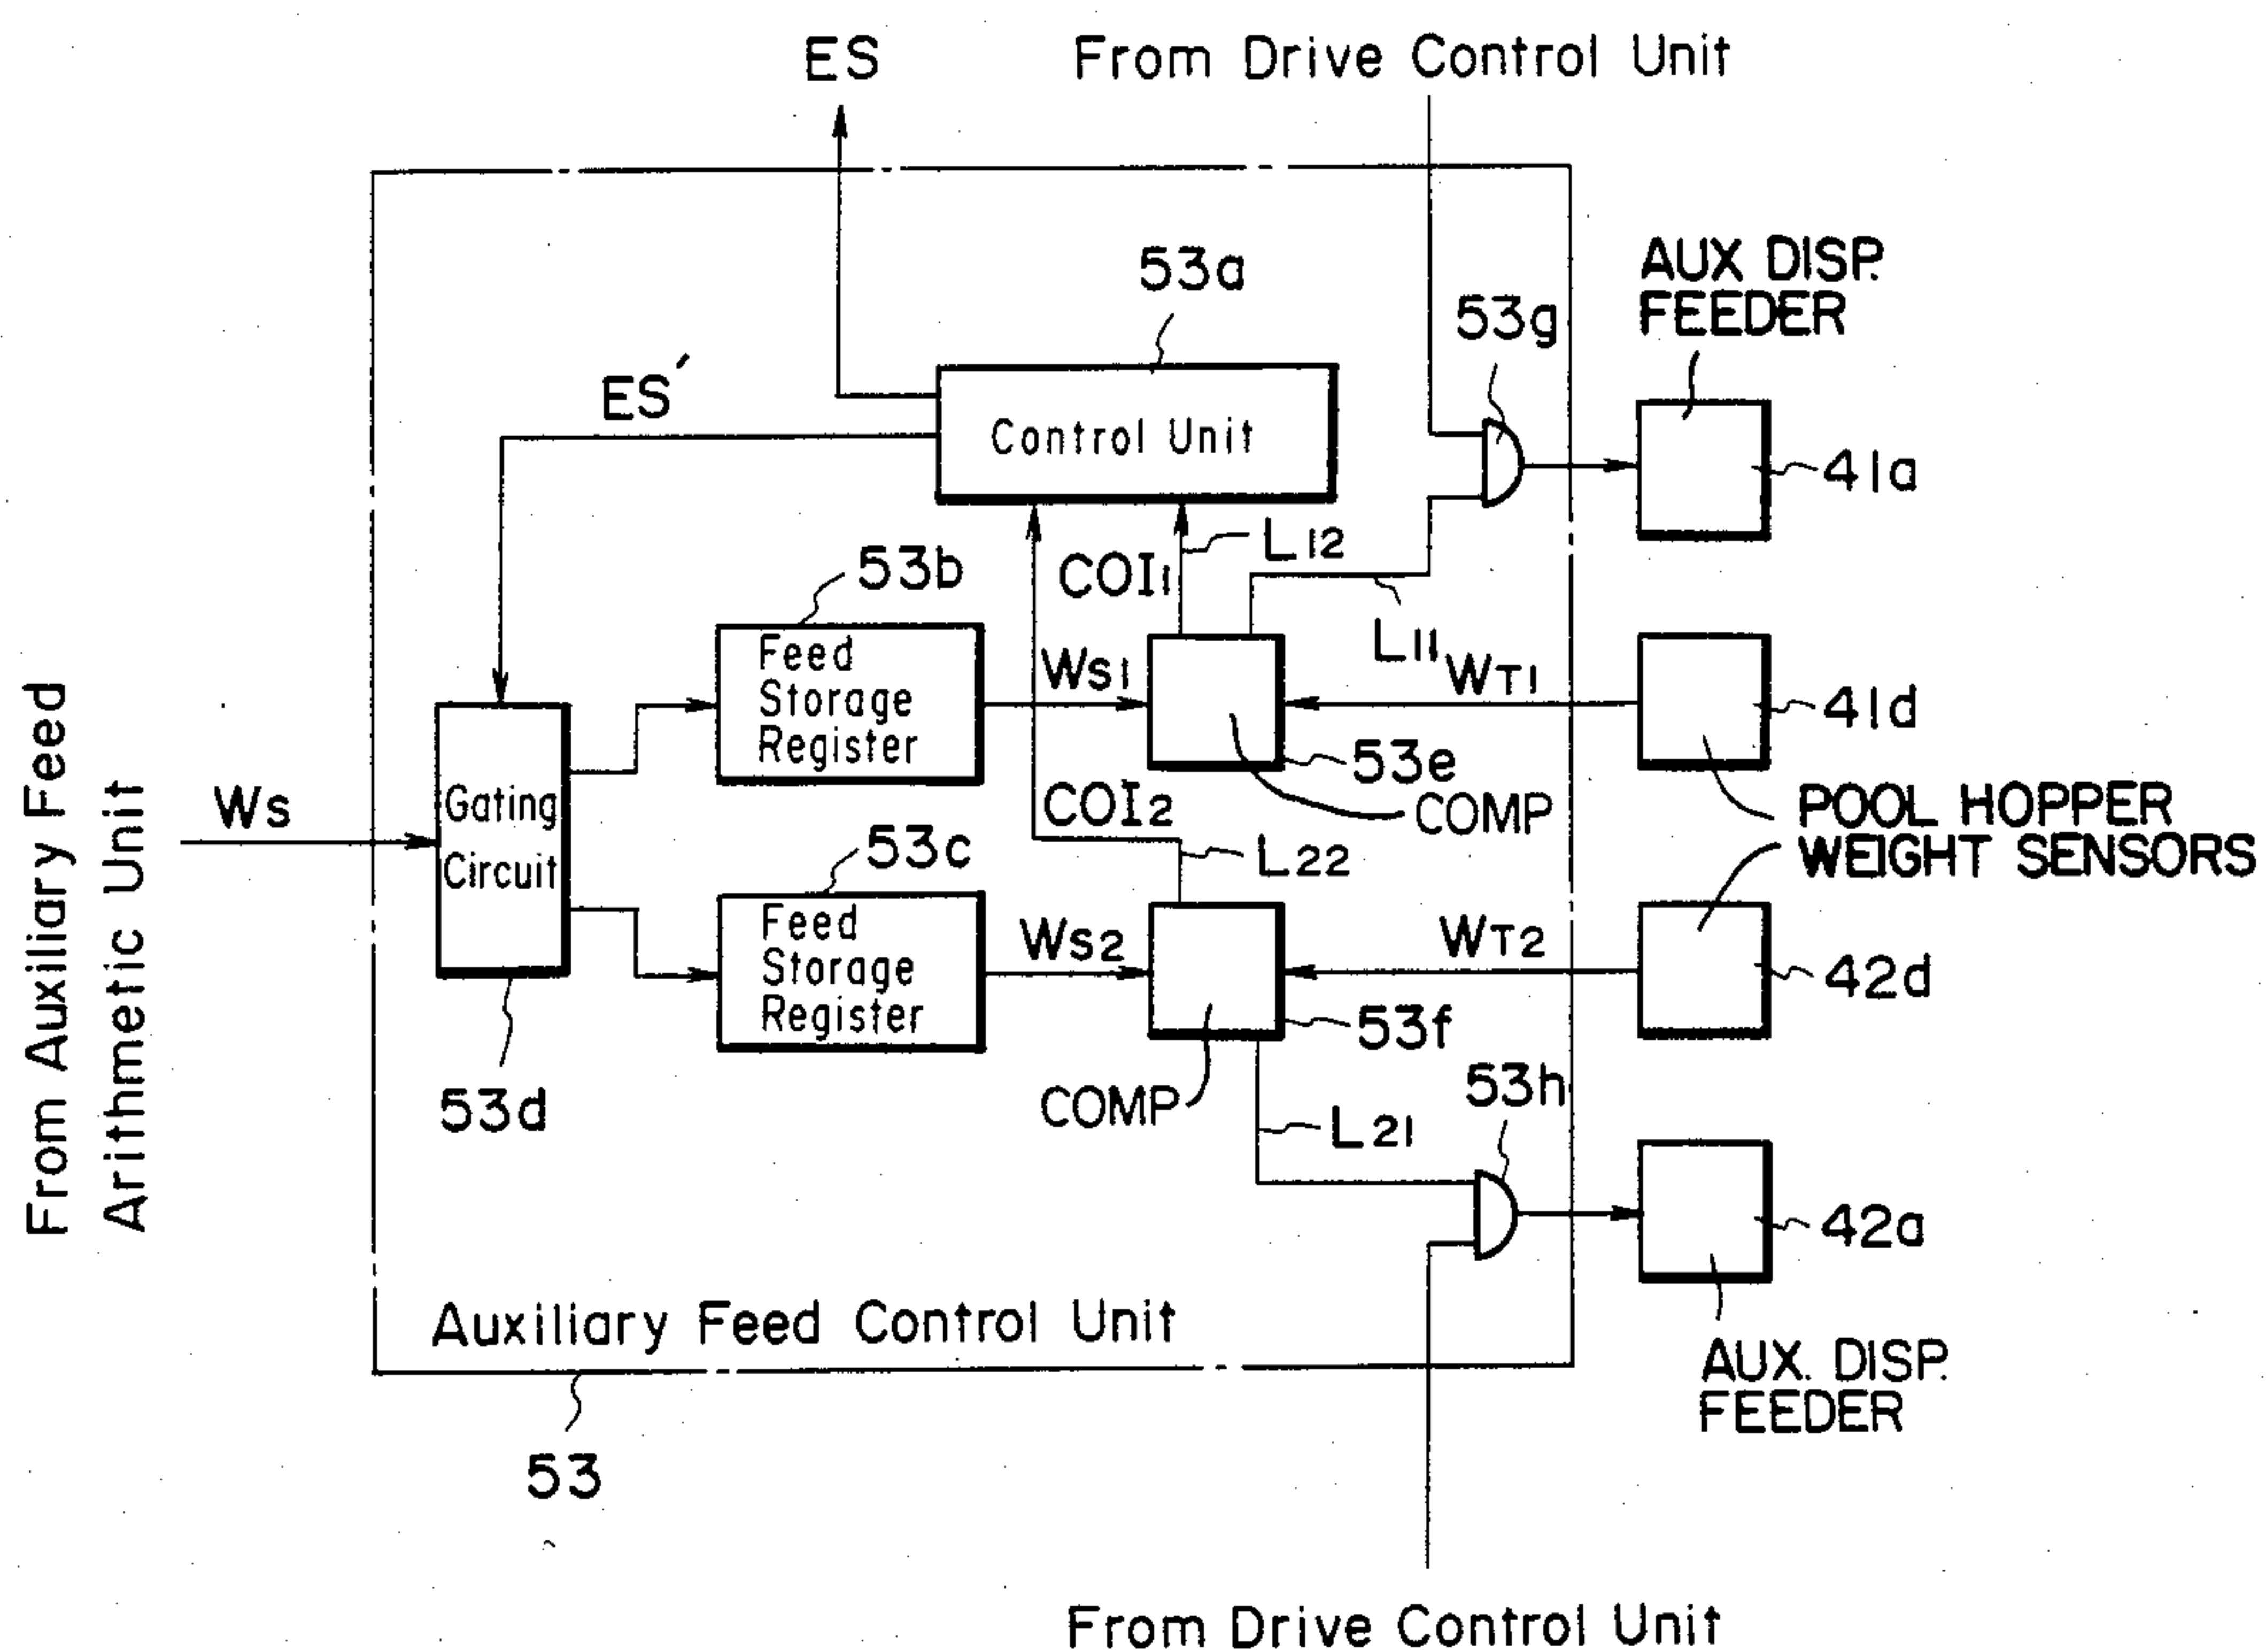 ES
From Drive Control Unit
53a
AUX DISP.
FEEDER
53g
ES′
Control Unit
41a
L12
COI1
53b
Feed
Storage
Register
WS1
L11
WT1
41d
53e
COMP
POOL HOPPER
WEIGHT SENSORS
From Auxiliary Feed
Arithmetic Unit
WS
Gating
Circuit
COI2
L22
53c
Feed
Storage
Register
WS2
WT2
42d
53f
COMP
53d
53h
L21
42a
Auxiliary Feed Control Unit
AUX. DISP.
FEEDER
53
From Drive Control Unit